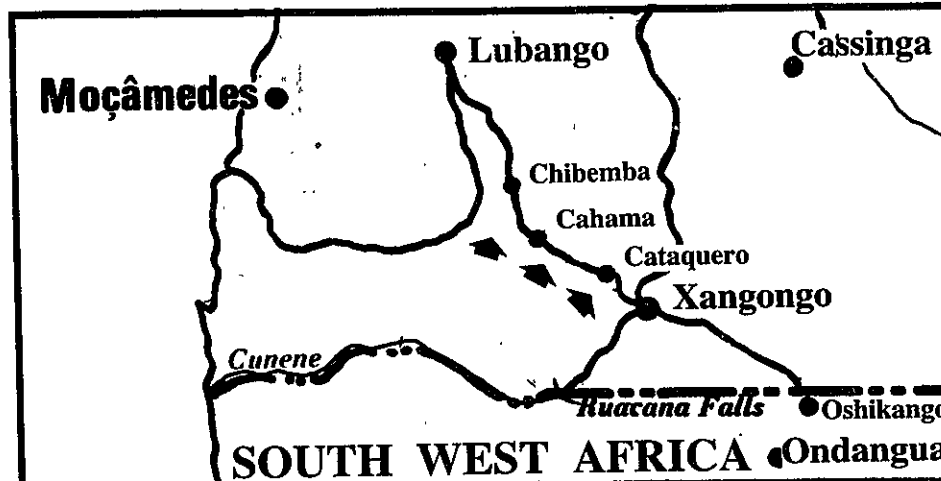 Lubango
Cassinga
Moçâmedes
Chibemba
Cahama
Cataquero
Xangongo
Cunene
Ruacana Falls
Oshikango
SOUTH WEST AFRICA
Ondangua